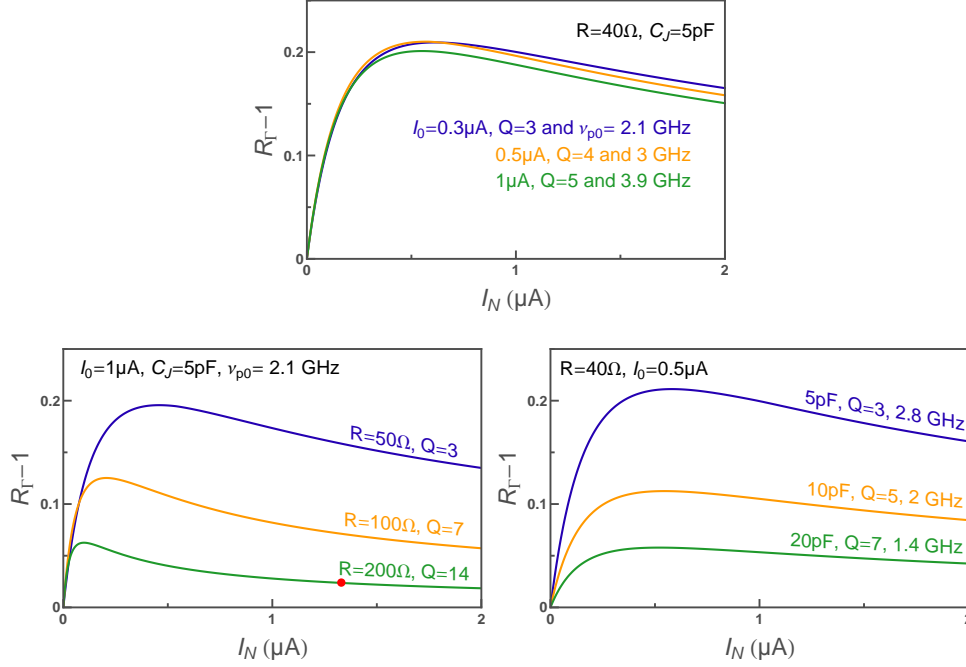 R=40Ω, C_J=5pF
0.2
R_Γ−1
I_0=0.3µA, Q=3 and ν_p0= 2.1 GHz
0.5µA, Q=4 and 3 GHz
0.1
1µA, Q=5 and 3.9 GHz
0
0 1 2
I_N (µA)
I_0=1µA, C_J=5pF, ν_p0= 2.1 GHz
0.2
R_Γ−1
R=50Ω, Q=3
0.1
R=100Ω, Q=7
R=200Ω, Q=14
0
0 1 2
I_N (µA)
R=40Ω, I_0=0.5µA
0.2
R_Γ−1
5pF, Q=3, 2.8 GHz
0.1
10pF, Q=5, 2 GHz
20pF, Q=7, 1.4 GHz
0
0 1 2
I_N (µA)